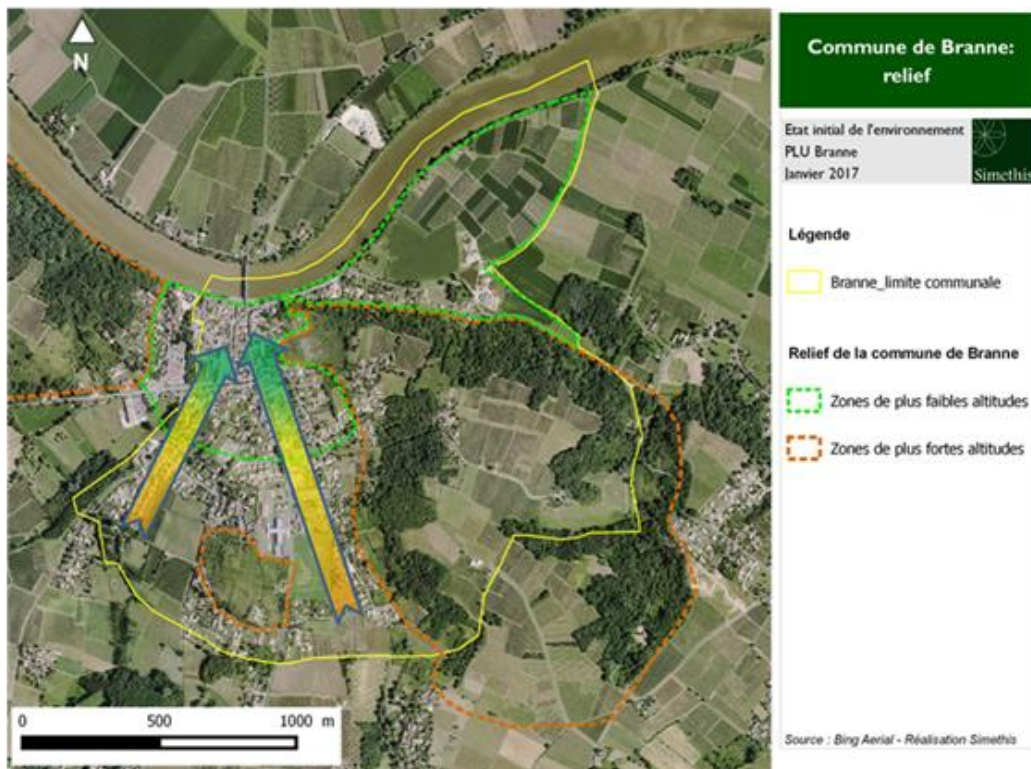 N
0 500 1000 m
Commune de Branne:
relief
Etat initial de l'environnement
PLU Branne
Janvier 2017
Simethis
Légende
Branne_limite communale
Relief de la commune de Branne
Zones de plus faibles altitudes
Zones de plus fortes altitudes
Source : Bing Aerial - Réalisation Simethis